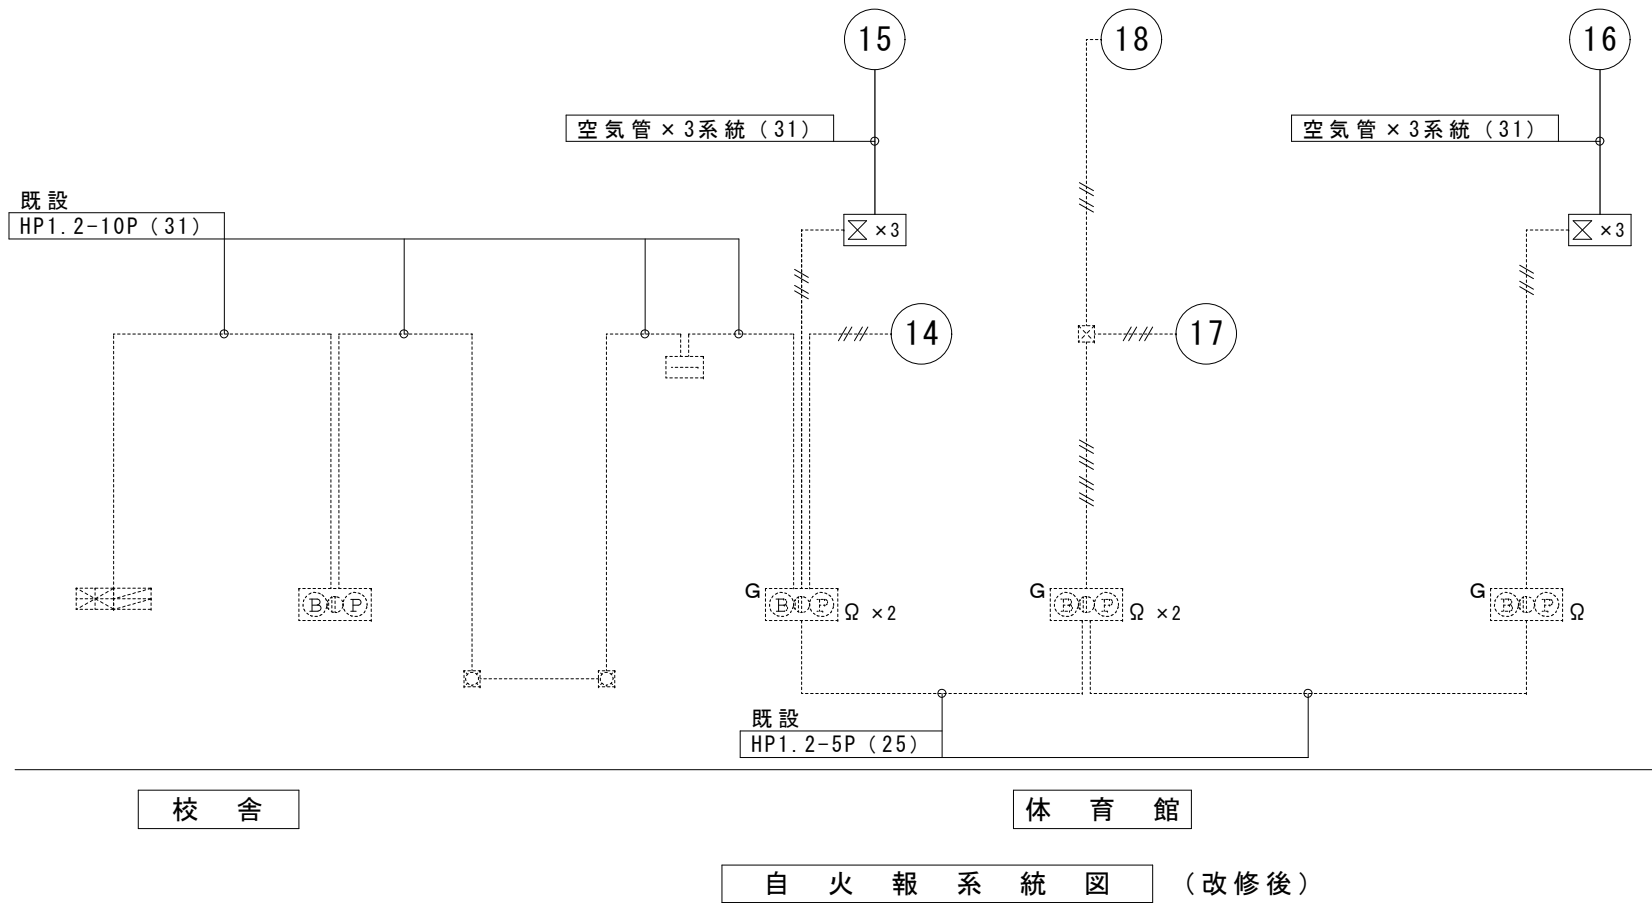 15
18
16
空気管×3系統(31)
空気管×3系統(31)
既設
HP1.2-10P(31)
×3
×3
14
17
B P
G B P Ω ×2
G B P Ω ×2
G B P Ω
既設
HP1.2-5P(25)
校 舎
体 育 館
自 火 報 系 統 図 (改修後)